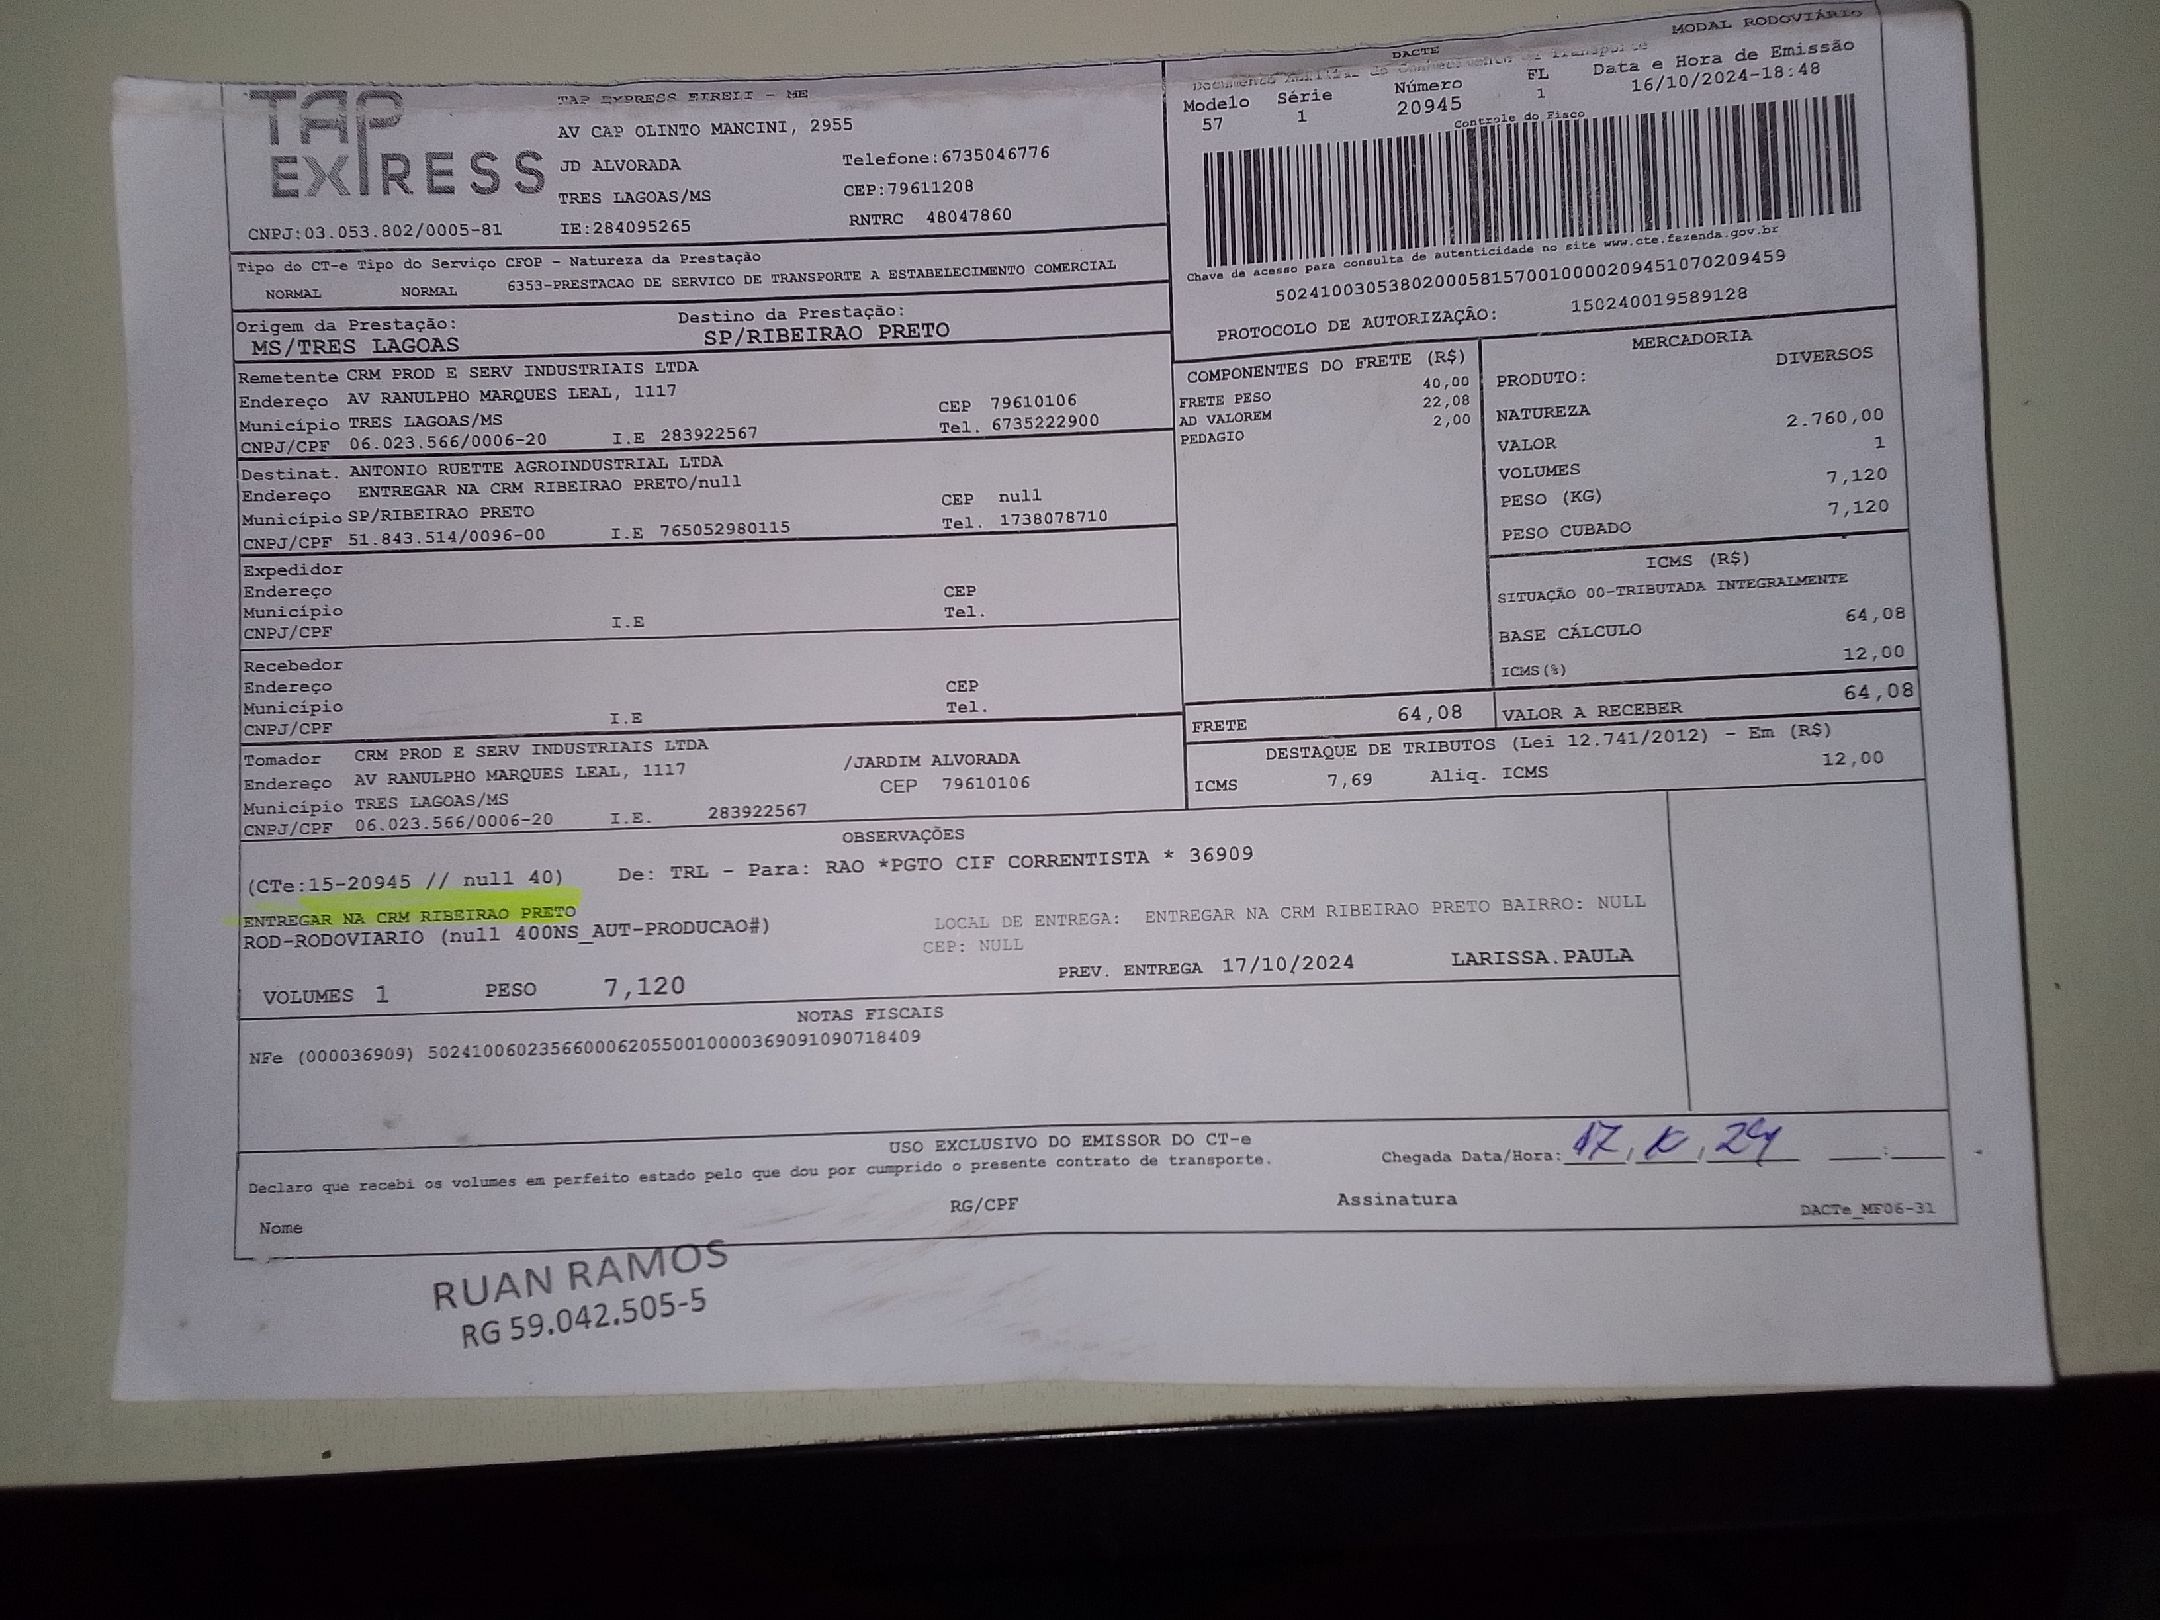 DACTE
MODAL RODOVIÁRIO
TAP EXPRESS
TAP EXPRESS EIRELI - ME
AV CAP OLINTO MANCINI, 2955
JD ALVORADA Telefone:6735046776
TRES LAGOAS/MS CEP:79611208
CNPJ:03.053.802/0005-81 IE:284095265 RNTRC 48047860
Modelo Série Número FL Data e Hora de Emissão
57 1 20945 1 16/10/2024-18:48
Controle do Fisco
Chave de acesso para consulta de autenticidade no site www.cte.fazenda.gov.br
50241003053802000581570010000209451070209459
PROTOCOLO DE AUTORIZAÇÃO: 150240019589128
Tipo do CT-e Tipo do Serviço CFOP - Natureza da Prestação
NORMAL NORMAL 6353-PRESTACAO DE SERVICO DE TRANSPORTE A ESTABELECIMENTO COMERCIAL
Origem da Prestação: Destino da Prestação:
MS/TRES LAGOAS SP/RIBEIRAO PRETO
Remetente CRM PROD E SERV INDUSTRIAIS LTDA
Endereço AV RANULPHO MARQUES LEAL, 1117
Município TRES LAGOAS/MS CEP 79610106
CNPJ/CPF 06.023.566/0006-20 I.E 283922567 Tel. 6735222900
Destinat. ANTONIO RUETTE AGROINDUSTRIAL LTDA
Endereço ENTREGAR NA CRM RIBEIRAO PRETO/null
Município SP/RIBEIRAO PRETO CEP null
CNPJ/CPF 51.843.514/0096-00 I.E 765052980115 Tel. 1738078710
Expedidor
Endereço CEP
Município Tel.
CNPJ/CPF I.E
Recebedor
Endereço CEP
Município Tel.
CNPJ/CPF I.E
Tomador CRM PROD E SERV INDUSTRIAIS LTDA
Endereço AV RANULPHO MARQUES LEAL, 1117 /JARDIM ALVORADA
Município TRES LAGOAS/MS CEP 79610106
CNPJ/CPF 06.023.566/0006-20 I.E. 283922567
COMPONENTES DO FRETE (R$)
FRETE PESO 40,00
AD VALOREM 22,08
PEDAGIO 2,00
MERCADORIA
PRODUTO: DIVERSOS
NATUREZA
VALOR 2.760,00
VOLUMES 1
PESO (KG) 7,120
PESO CUBADO 7,120
ICMS (R$)
SITUAÇÃO 00-TRIBUTADA INTEGRALMENTE
BASE CÁLCULO 64,08
ICMS(%) 12,00
FRETE 64,08 VALOR A RECEBER 64,08
DESTAQUE DE TRIBUTOS (Lei 12.741/2012) - Em (R$)
ICMS 7,69 Aliq. ICMS 12,00
OBSERVAÇÕES
(CTe:15-20945 // null 40) De: TRL - Para: RAO *PGTO CIF CORRENTISTA * 36909
ENTREGAR NA CRM RIBEIRAO PRETO
ROD-RODOVIARIO (null 400NS_AUT-PRODUCAO#) LOCAL DE ENTREGA: ENTREGAR NA CRM RIBEIRAO PRETO BAIRRO: NULL
CEP: NULL
VOLUMES 1 PESO 7,120 PREV. ENTREGA 17/10/2024 LARISSA.PAULA
NOTAS FISCAIS
NFe (000036909) 50241006023566000620550010000369091090718409
USO EXCLUSIVO DO EMISSOR DO CT-e
Declaro que recebi os volumes em perfeito estado pelo que dou por cumprido o presente contrato de transporte.
Chegada Data/Hora: 17, , 24 :
Nome RG/CPF Assinatura
DACTe_MF06-31
RUAN RAMOS
RG 59.042.505-5